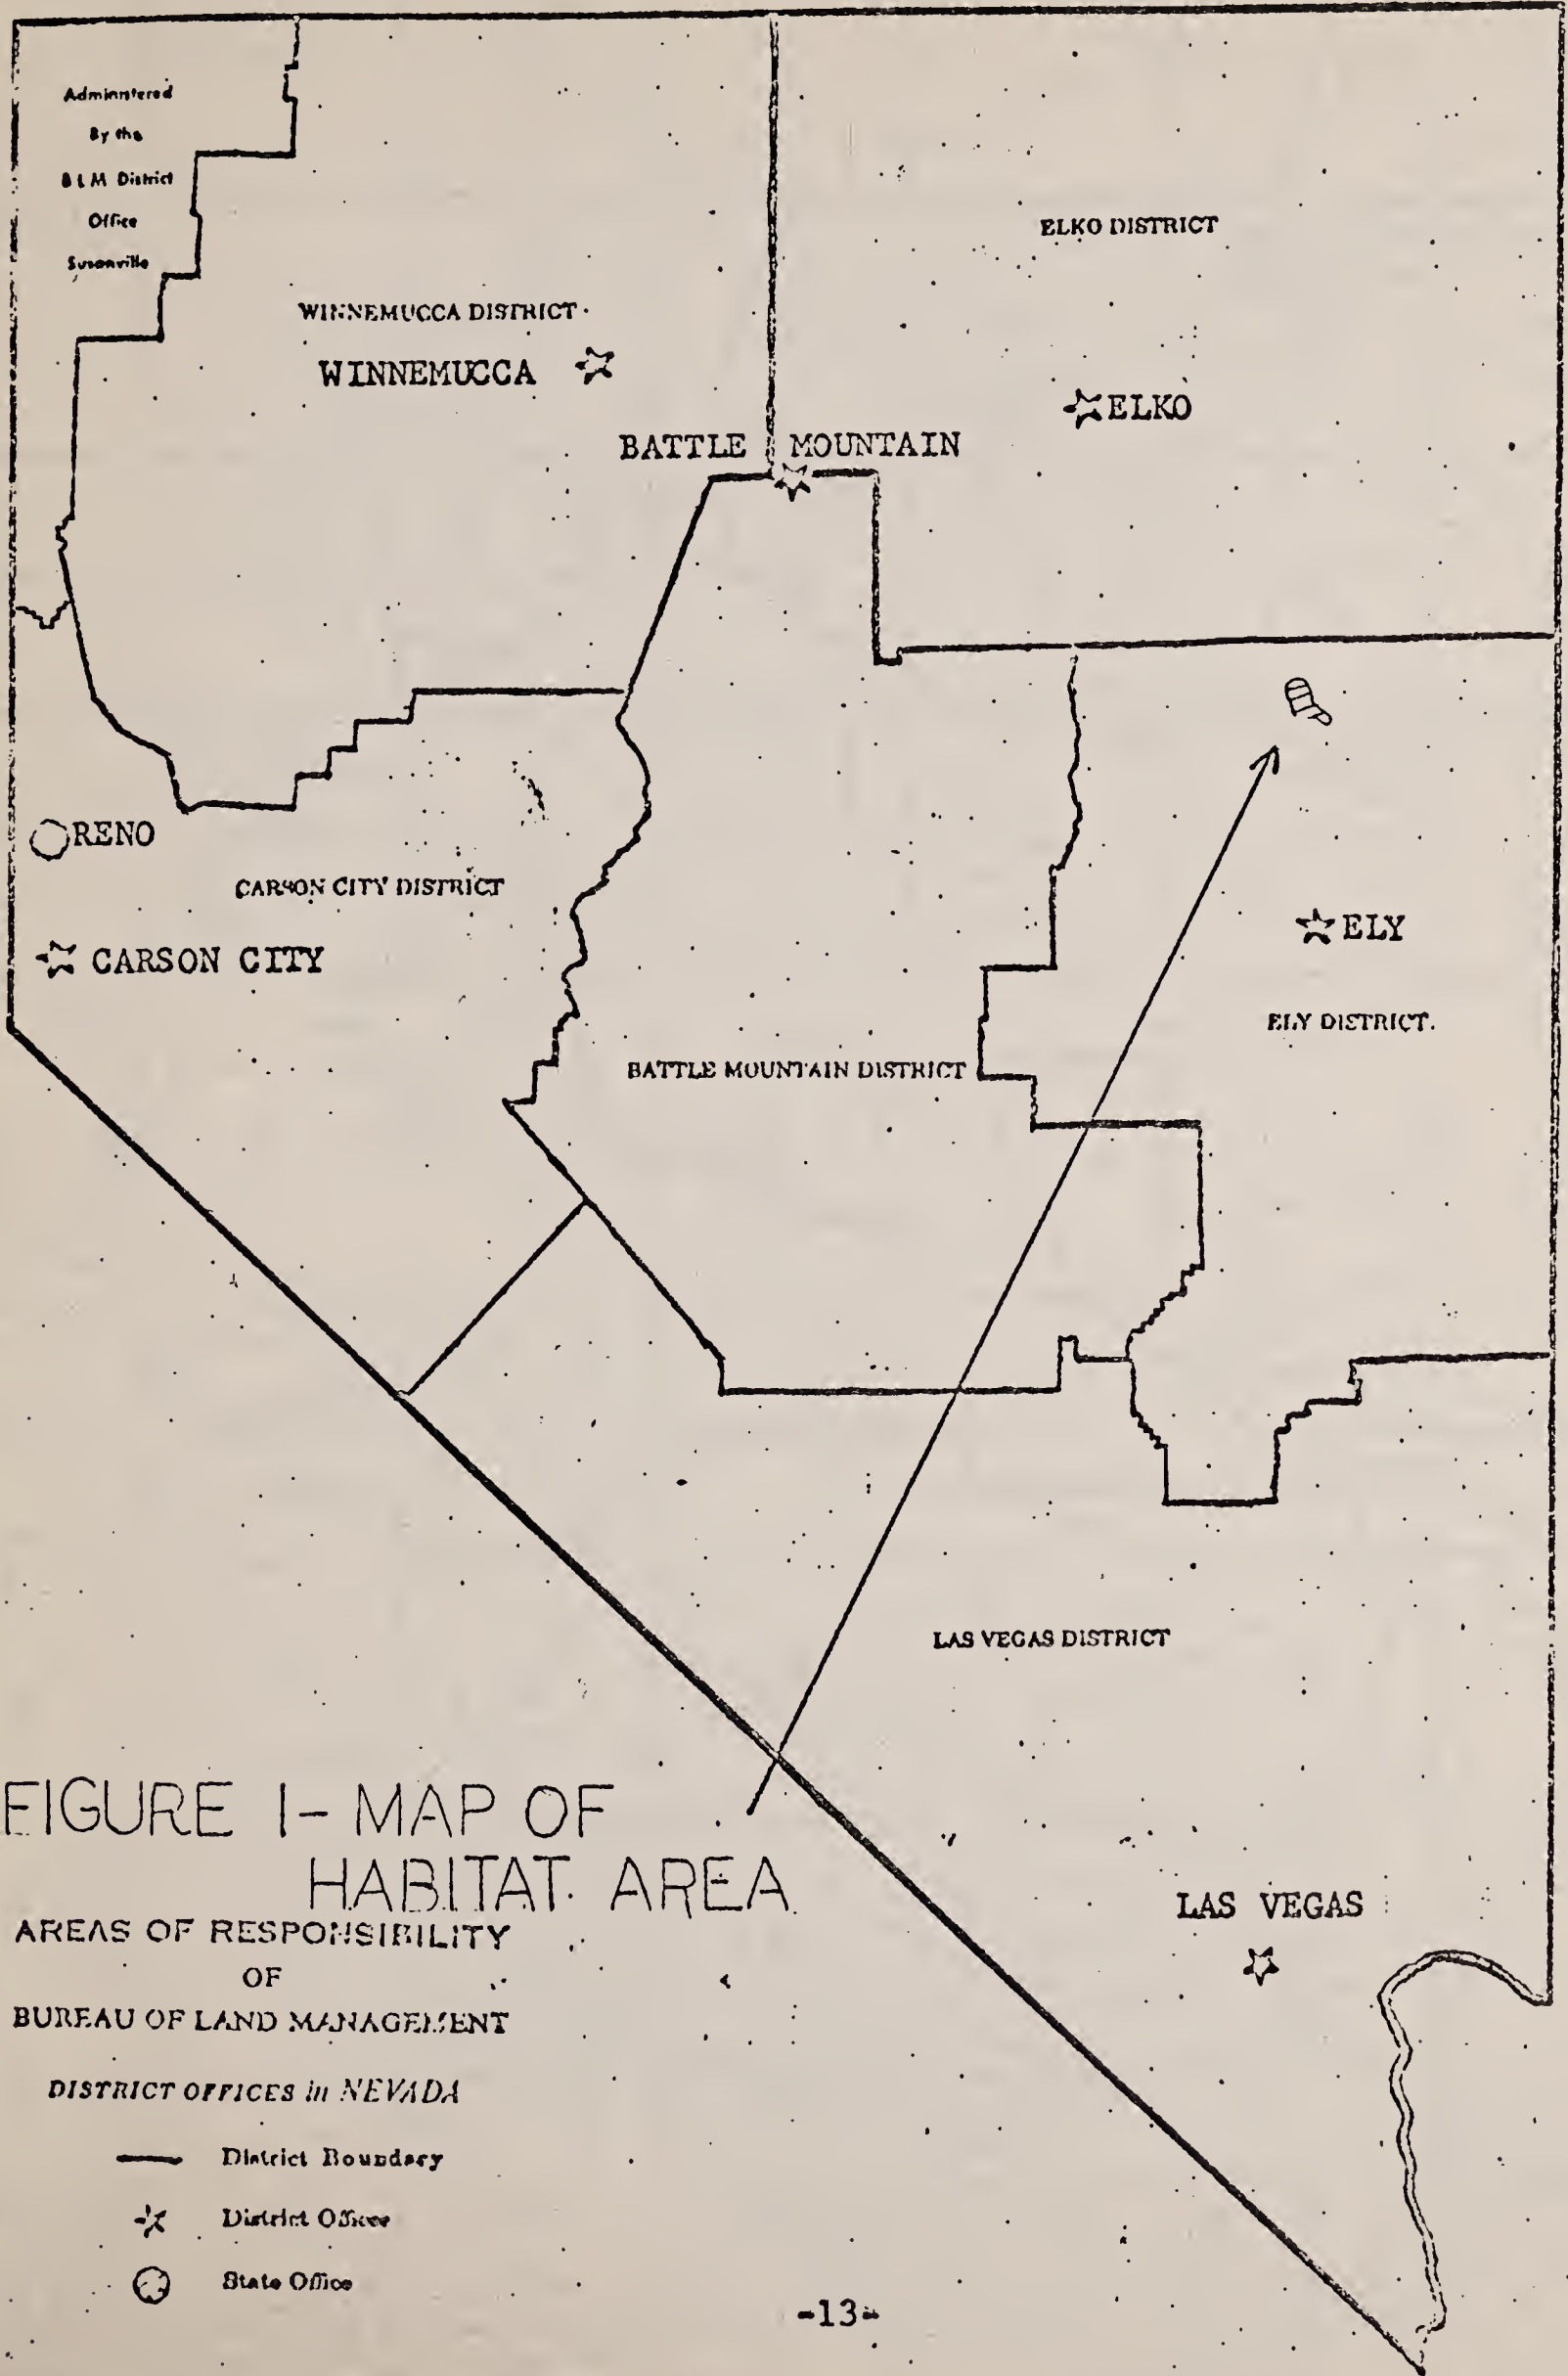 Administered
By the
BLM District
Office
Susanville
ELKO DISTRICT
WINNEMUCCA DISTRICT
WINNEMUCCA
ELKO
BATTLE MOUNTAIN
RENO
CARSON CITY DISTRICT
CARSON CITY
ELY
ELY DISTRICT
BATTLE MOUNTAIN DISTRICT
LAS VEGAS DISTRICT
FIGURE 1- MAP OF
HABITAT AREA
LAS VEGAS
AREAS OF RESPONSIBILITY
OF
BUREAU OF LAND MANAGEMENT
DISTRICT OFFICES in NEVADA
District Boundary
District Office
State Office
-13-